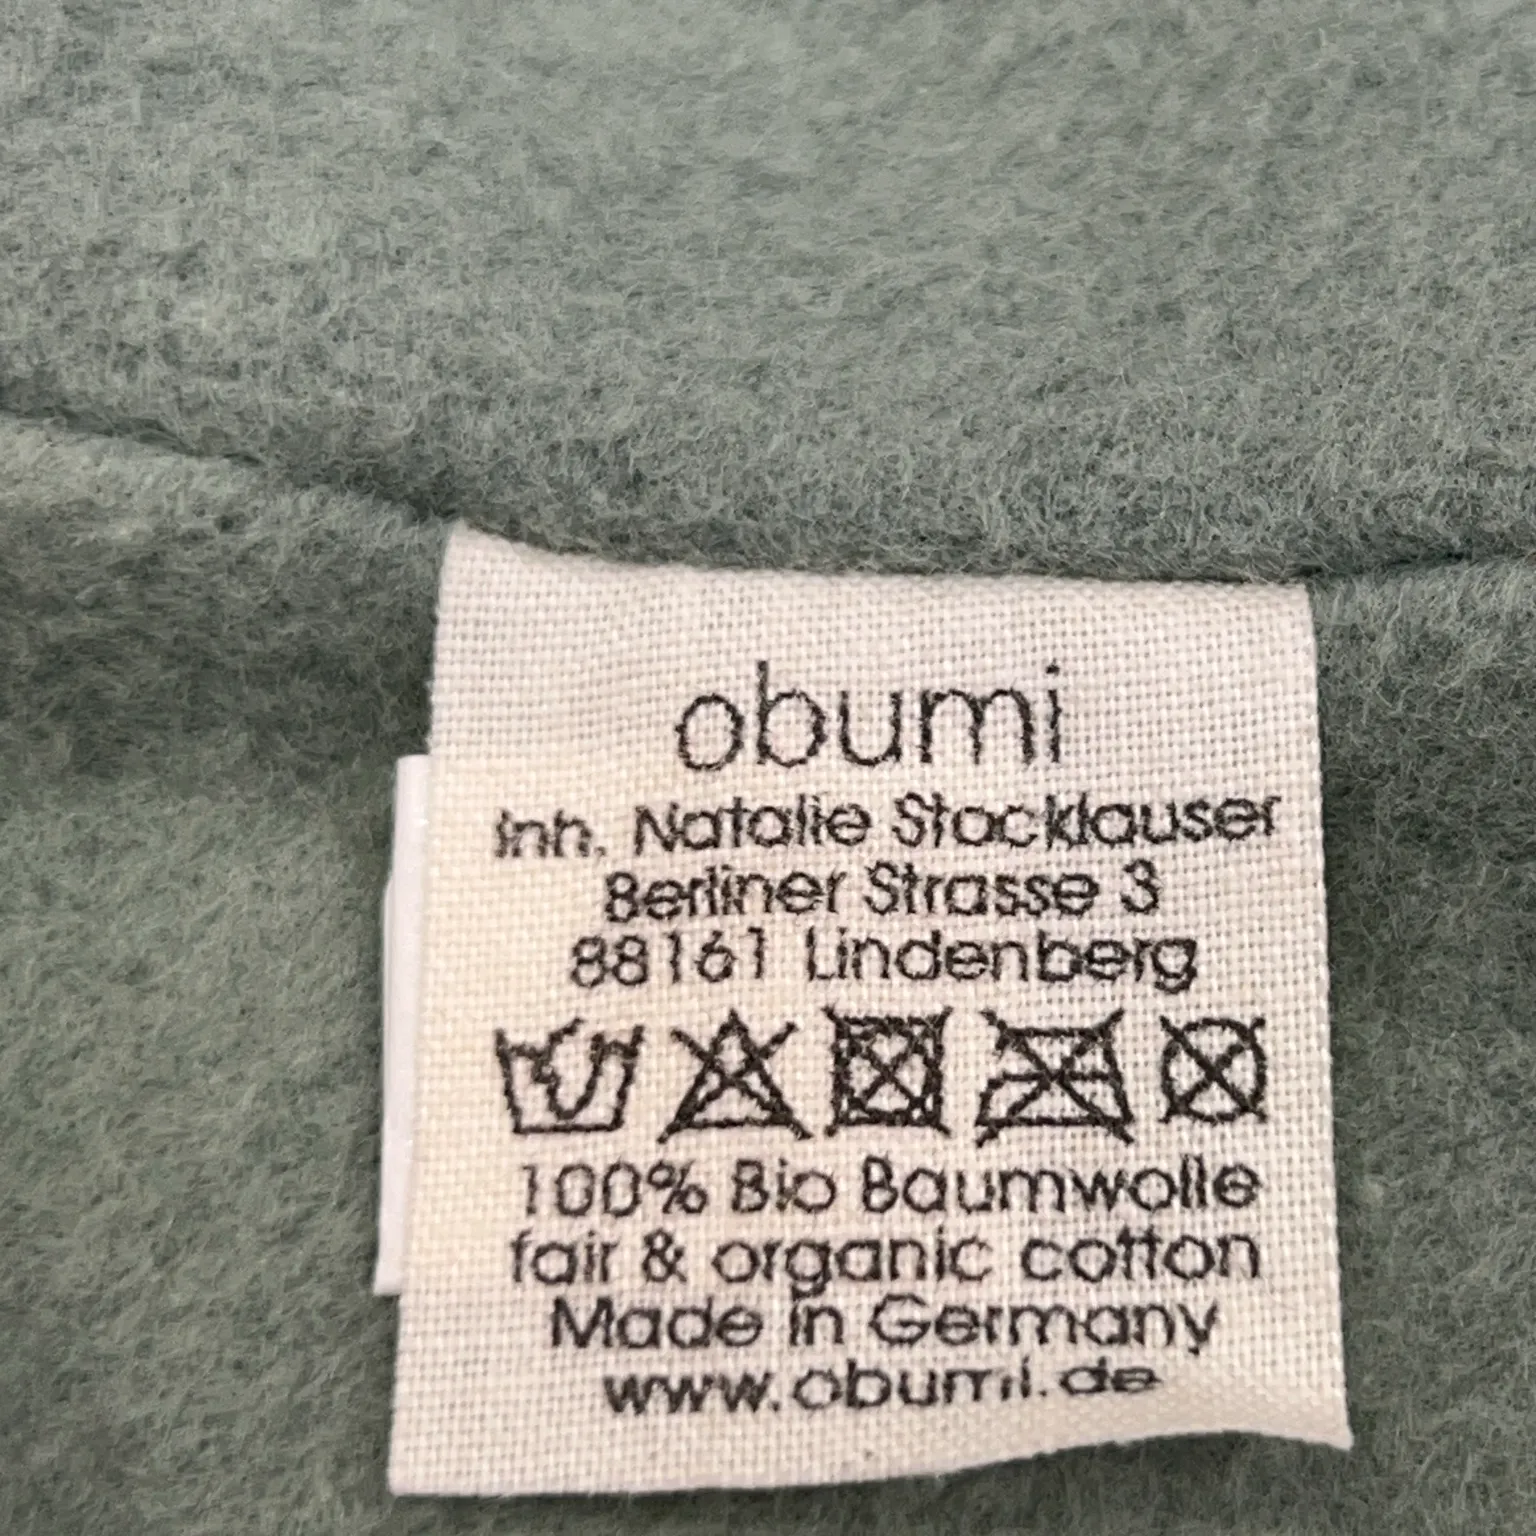 obumi
Inh. Natalie Stocklauser
Berliner Strasse 3
88161 Lindenberg
100% Bio Baumwolle
fair & organic cotton
Made in Germany
www.obumi.de